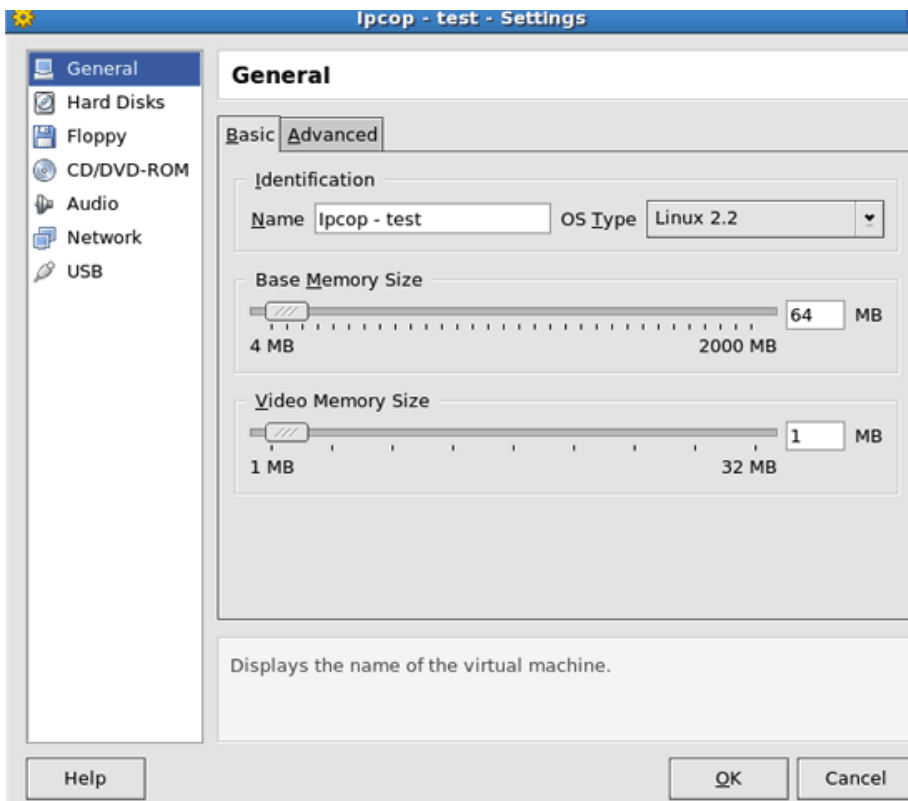 Ipcop - test - Settings
General
Hard Disks
Floppy
CD/DVD-ROM
Audio
Network
USB
General
Basic Advanced
Identification
Name Ipcop - test OS Type Linux 2.2
Base Memory Size
64 MB
4 MB 2000 MB
Video Memory Size
1 MB
1 MB 32 MB
Displays the name of the virtual machine.
Help OK Cancel